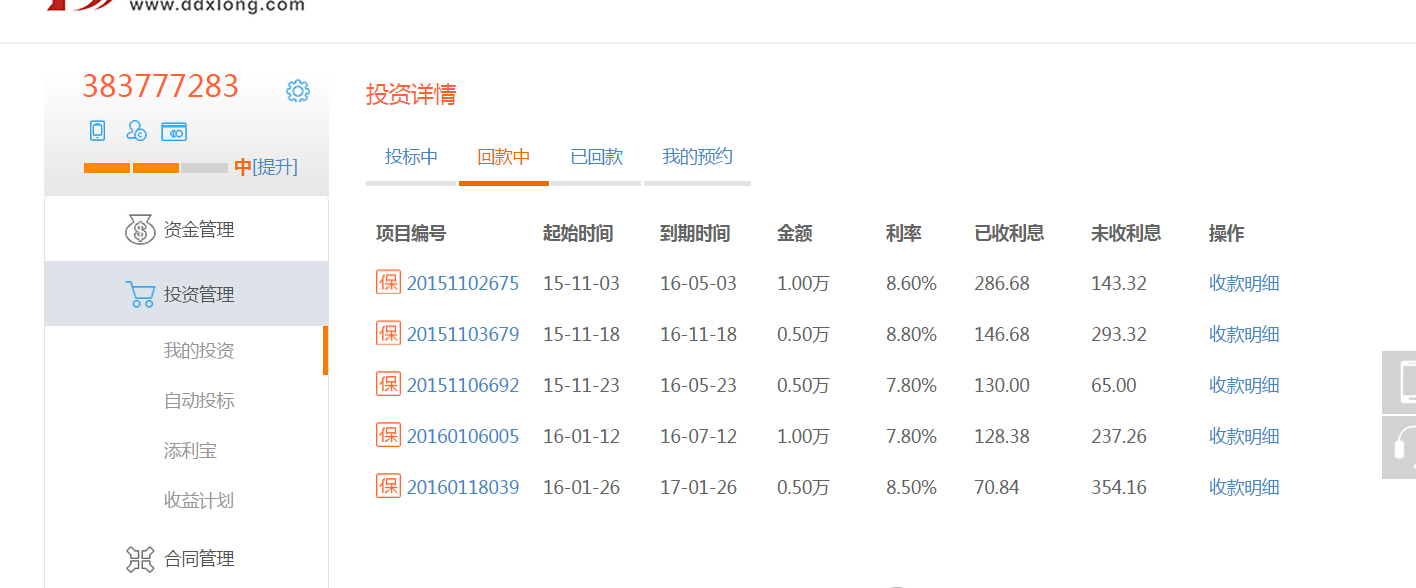 www.ddxlong.com
383777283
中[提升]
资金管理
投资管理
我的投资
自动投标
添利宝
收益计划
合同管理
投资详情
投标中 回款中 已回款 我的预约
项目编号 起始时间 到期时间 金额 利率 已收利息 未收利息 操作
保 20151102675 15-11-03 16-05-03 1.00万 8.60% 286.68 143.32 收款明细
保 20151103679 15-11-18 16-11-18 0.50万 8.80% 146.68 293.32 收款明细
保 20151106692 15-11-23 16-05-23 0.50万 7.80% 130.00 65.00 收款明细
保 20160106005 16-01-12 16-07-12 1.00万 7.80% 128.38 237.26 收款明细
保 20160118039 16-01-26 17-01-26 0.50万 8.50% 70.84 354.16 收款明细